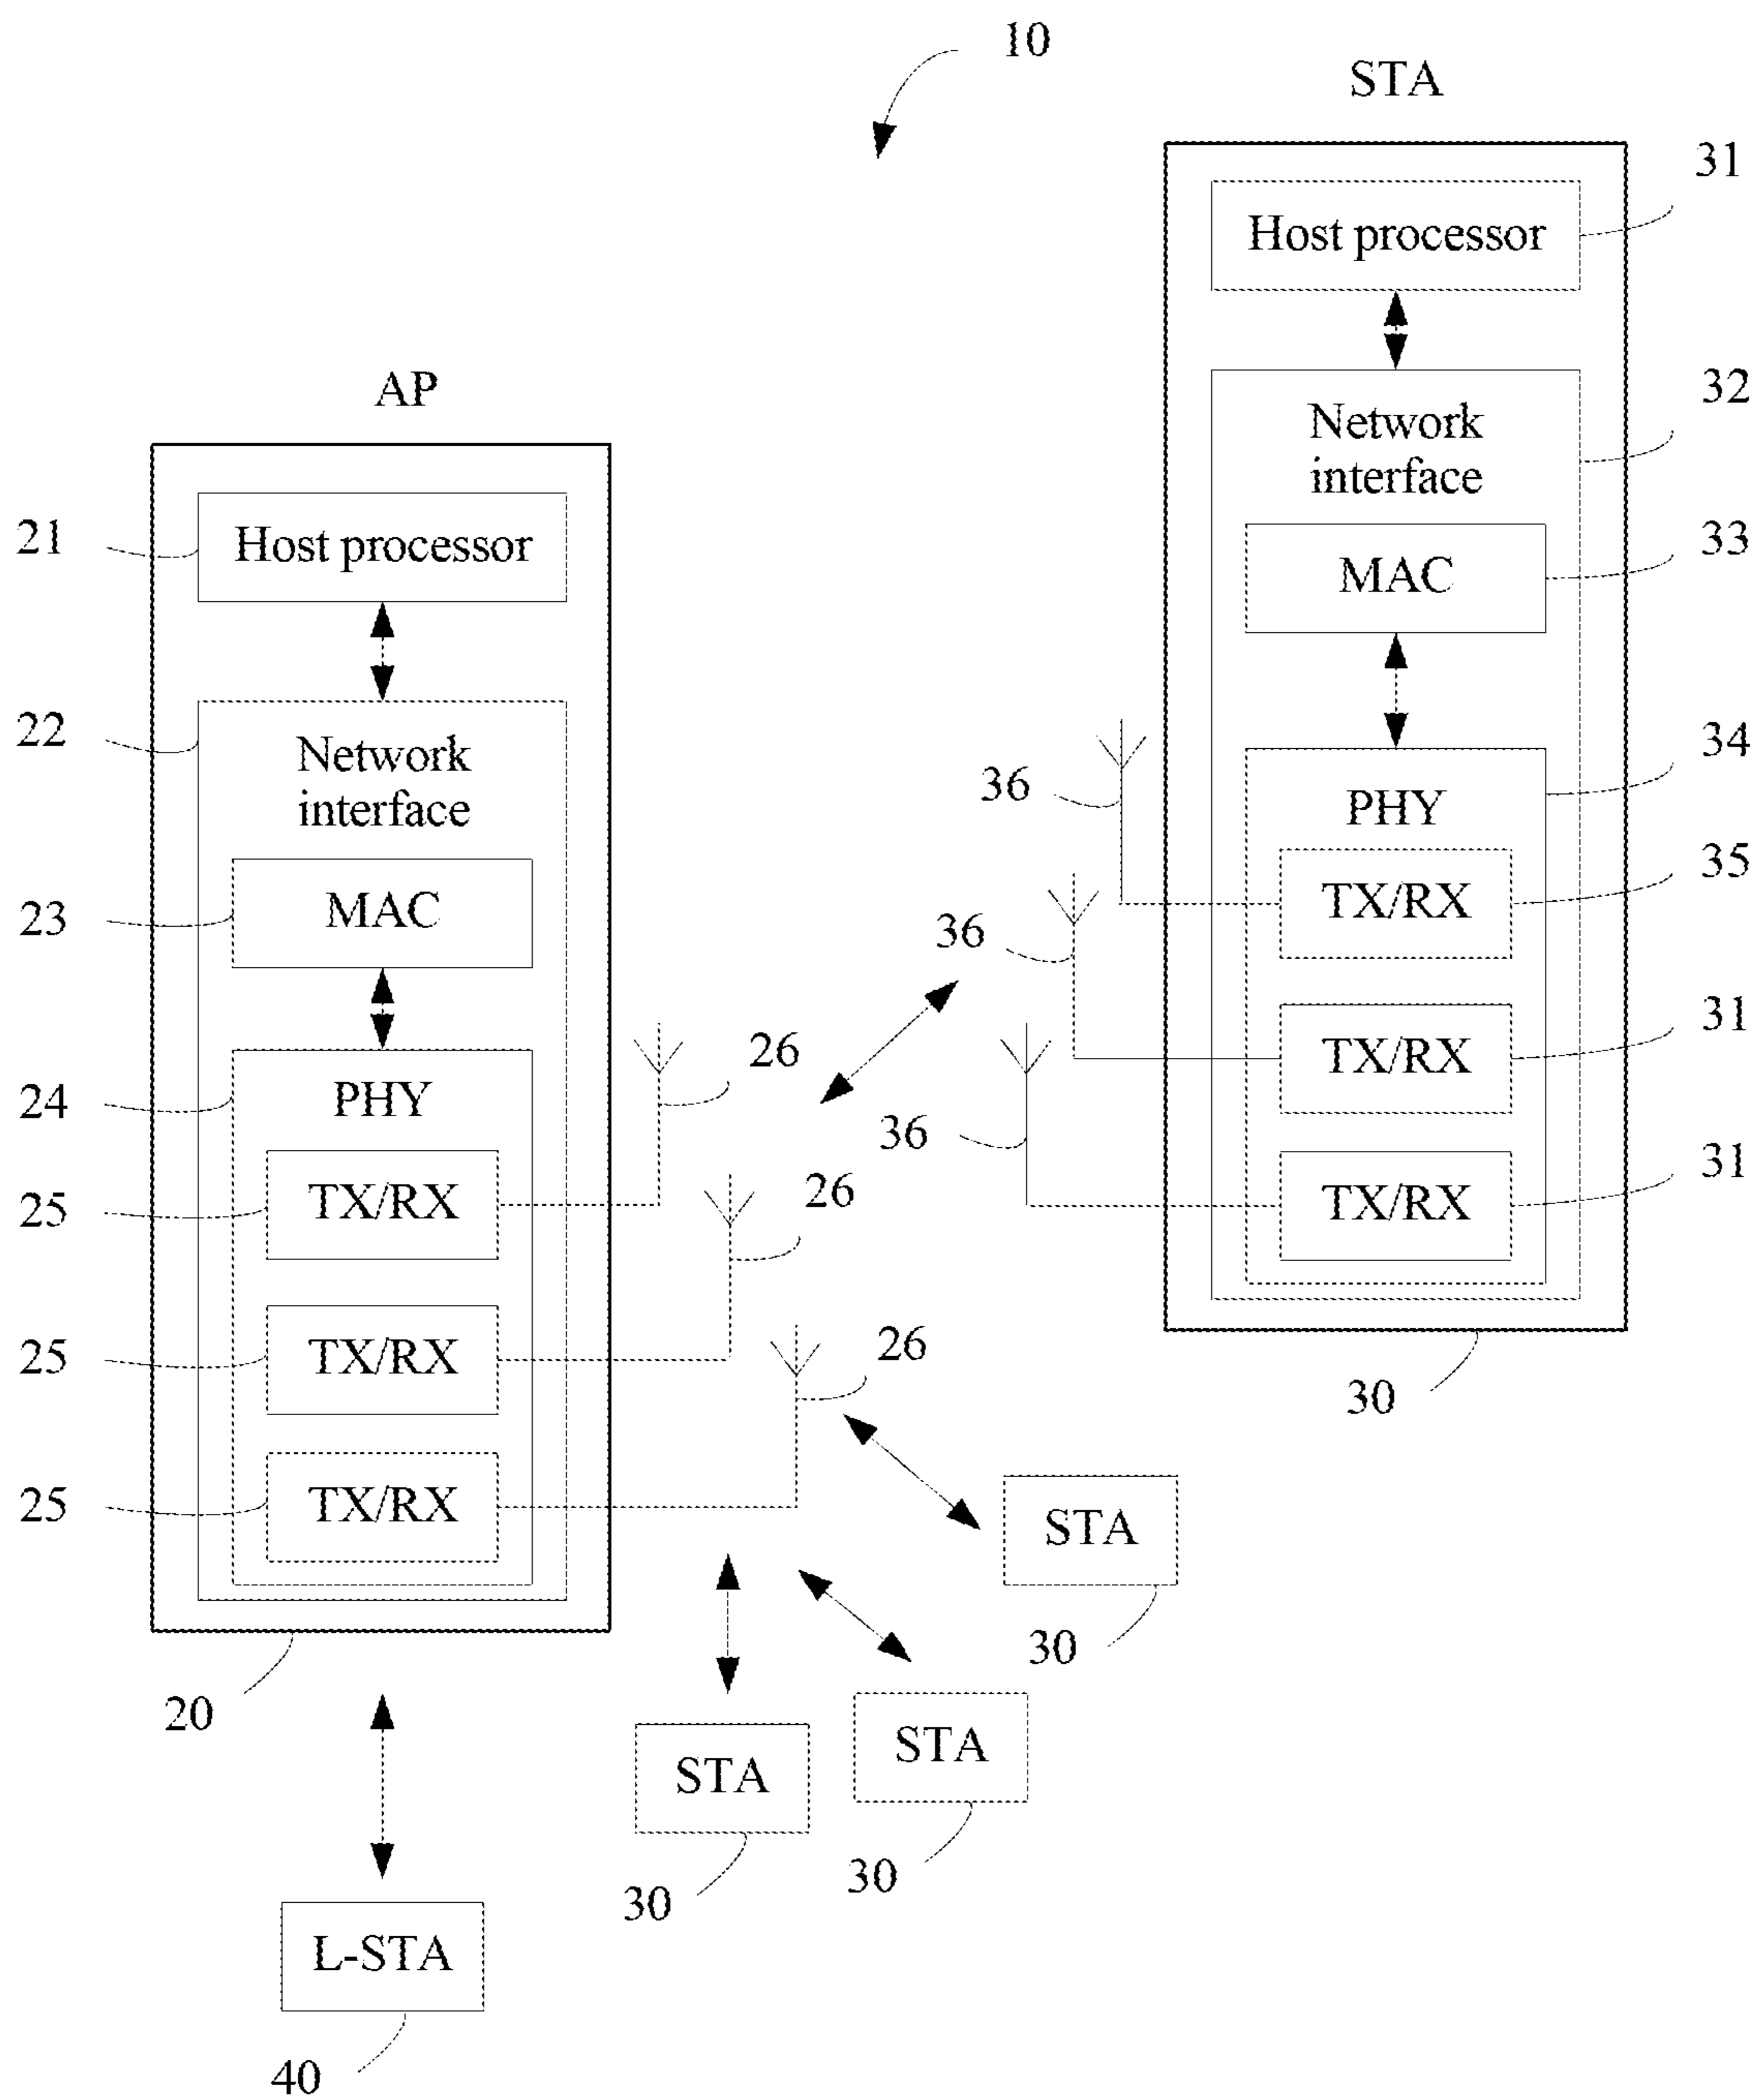 10
STA
31
Host processor
32
Network
interface
33
MAC
34
PHY
36
35
TX/RX
36
31
TX/RX
36
31
TX/RX
30
AP
21
Host processor
22
Network
interface
23
MAC
24
PHY
26
25
TX/RX
26
25
TX/RX
26
25
TX/RX
20
STA
30
STA
30
STA
30
L-STA
40